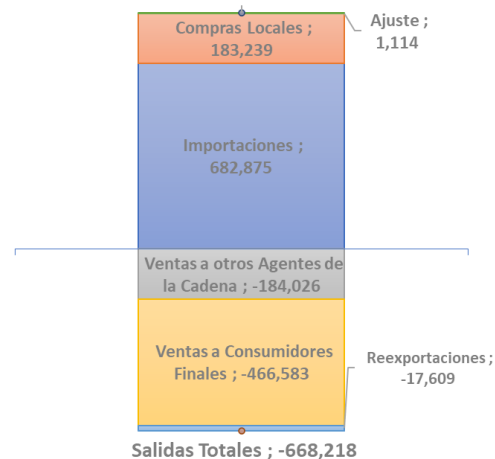 Compras Locales ;
183,239
Ajuste ;
1,114
Importaciones ;
682,875
Ventas a otros Agentes de
la Cadena ; -184,026
Ventas a Consumidores
Finales ; -466,583
Reexportaciones ;
-17,609
Salidas Totales ; -668,218